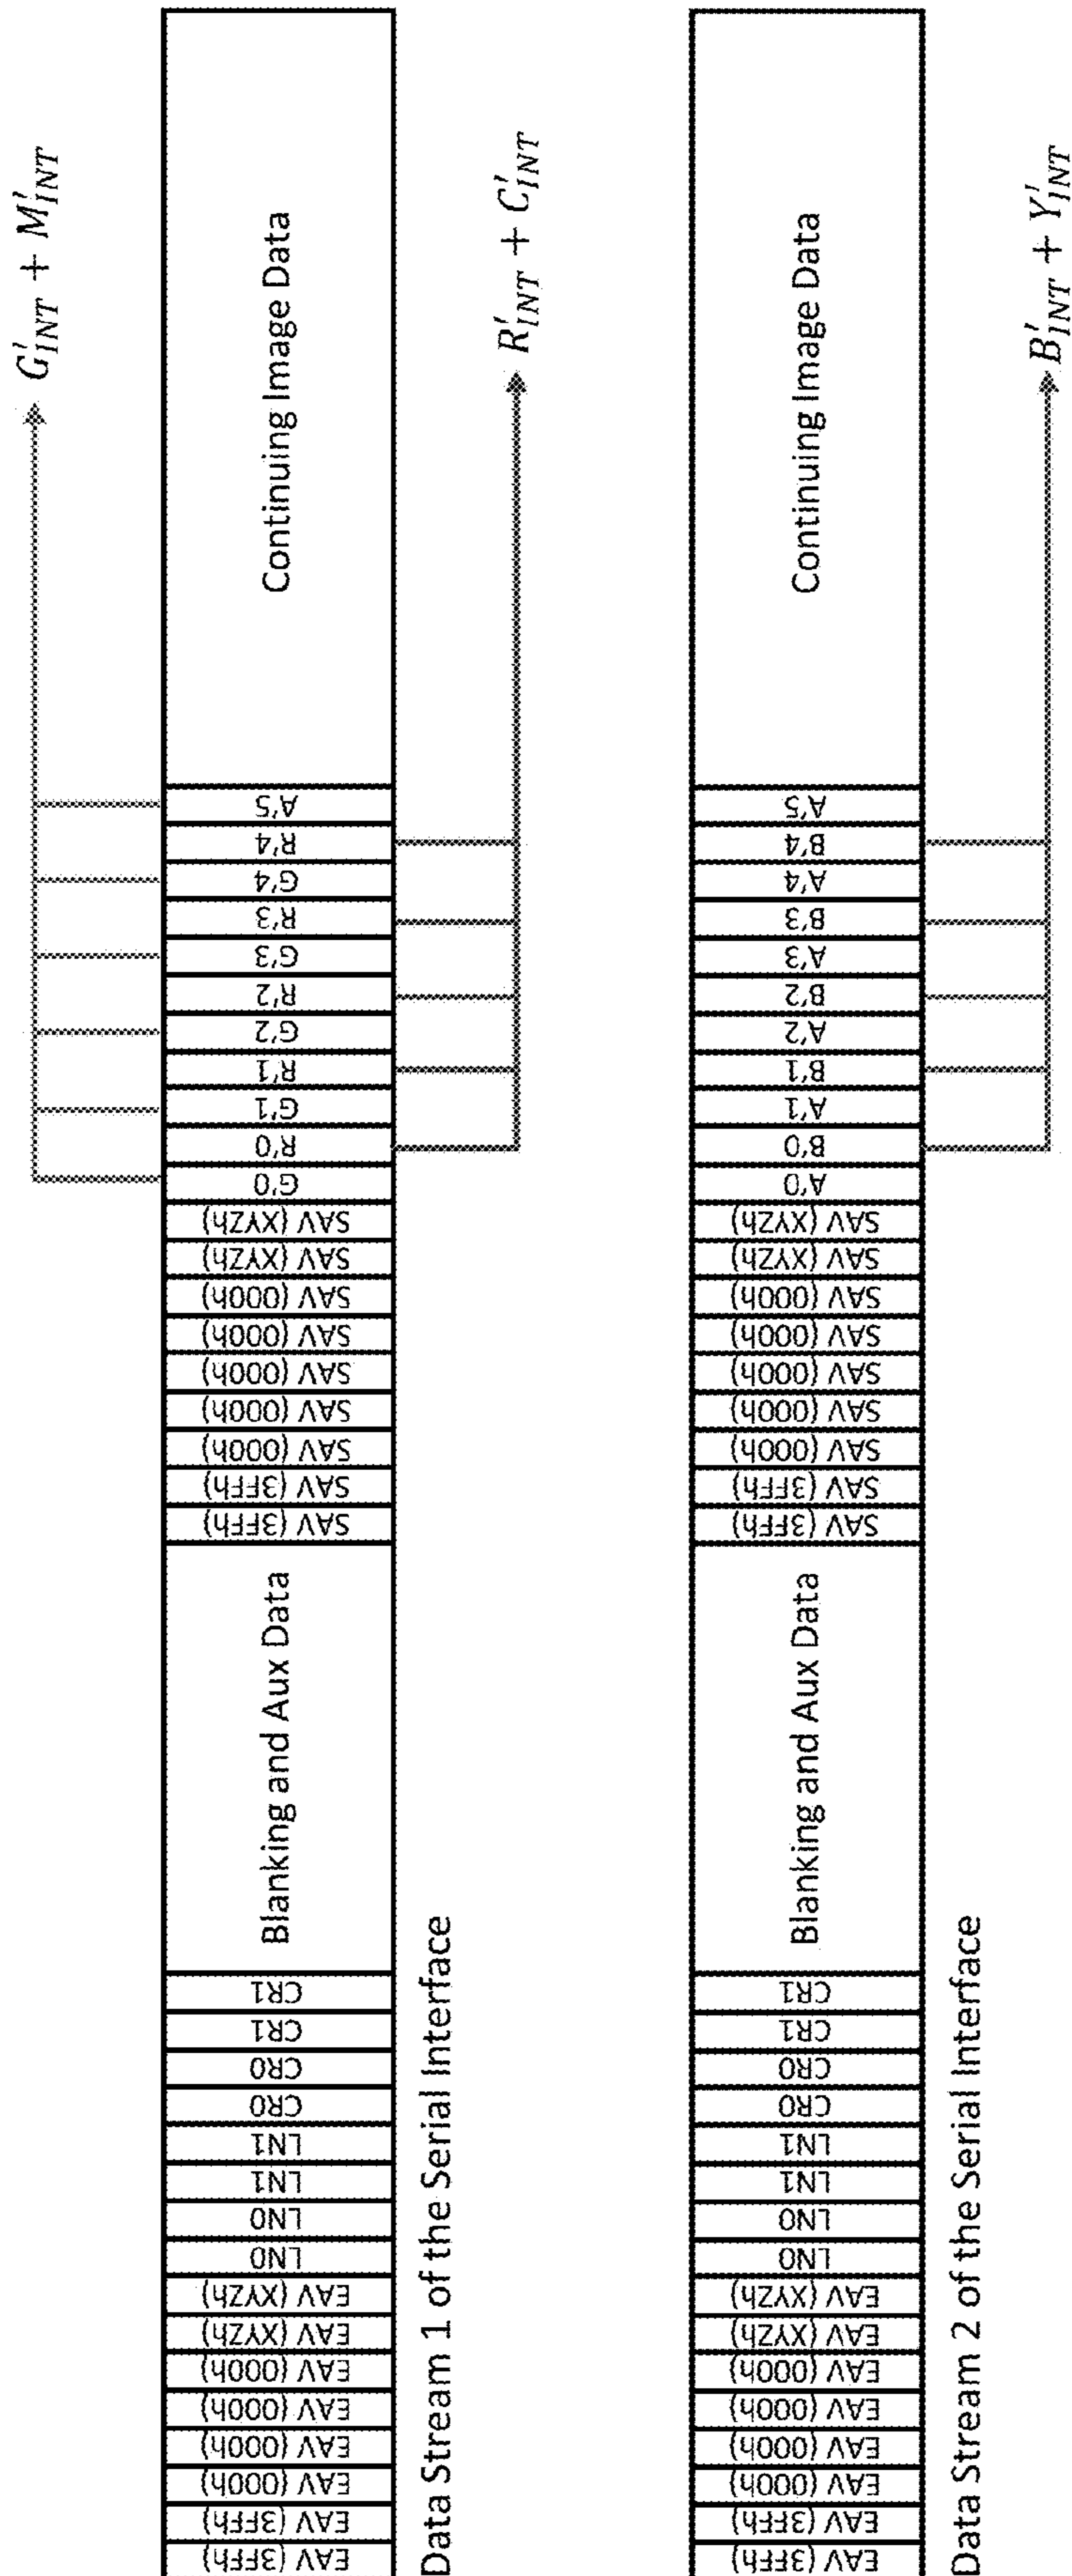 G'INT + M'INT
EAV (3FFh)
EAV (3FFh)
EAV (000h)
EAV (000h)
EAV (000h)
EAV (000h)
EAV (XYZh)
EAV (XYZh)
LN0
LN0
LN1
LN1
CR0
CR0
CR1
CR1
Blanking and Aux Data
SAV (3FFh)
SAV (3FFh)
SAV (000h)
SAV (000h)
SAV (000h)
SAV (000h)
SAV (000h)
SAV (XYZh)
SAV (XYZh)
G'0
R'0
G'1
R'1
G'2
R'2
G'3
R'3
G'4
R'4
A'5
Continuing Image Data
Data Stream 1 of the Serial Interface
R'INT + C'INT
EAV (3FFh)
EAV (3FFh)
EAV (000h)
EAV (000h)
EAV (000h)
EAV (000h)
EAV (XYZh)
EAV (XYZh)
LN0
LN0
LN1
LN1
CR0
CR0
CR1
CR1
Blanking and Aux Data
SAV (3FFh)
SAV (3FFh)
SAV (000h)
SAV (000h)
SAV (000h)
SAV (000h)
SAV (000h)
SAV (XYZh)
SAV (XYZh)
A'0
B'0
A'1
B'1
A'2
B'2
A'3
B'3
A'4
B'4
A'5
Continuing Image Data
Data Stream 2 of the Serial Interface
B'INT + Y'INT